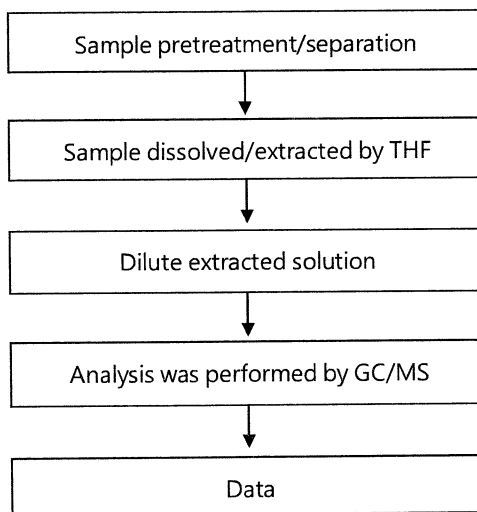 Sample pretreatment/separation
Sample dissolved/extracted by THF
Dilute extracted solution
Analysis was performed by GC/MS
Data